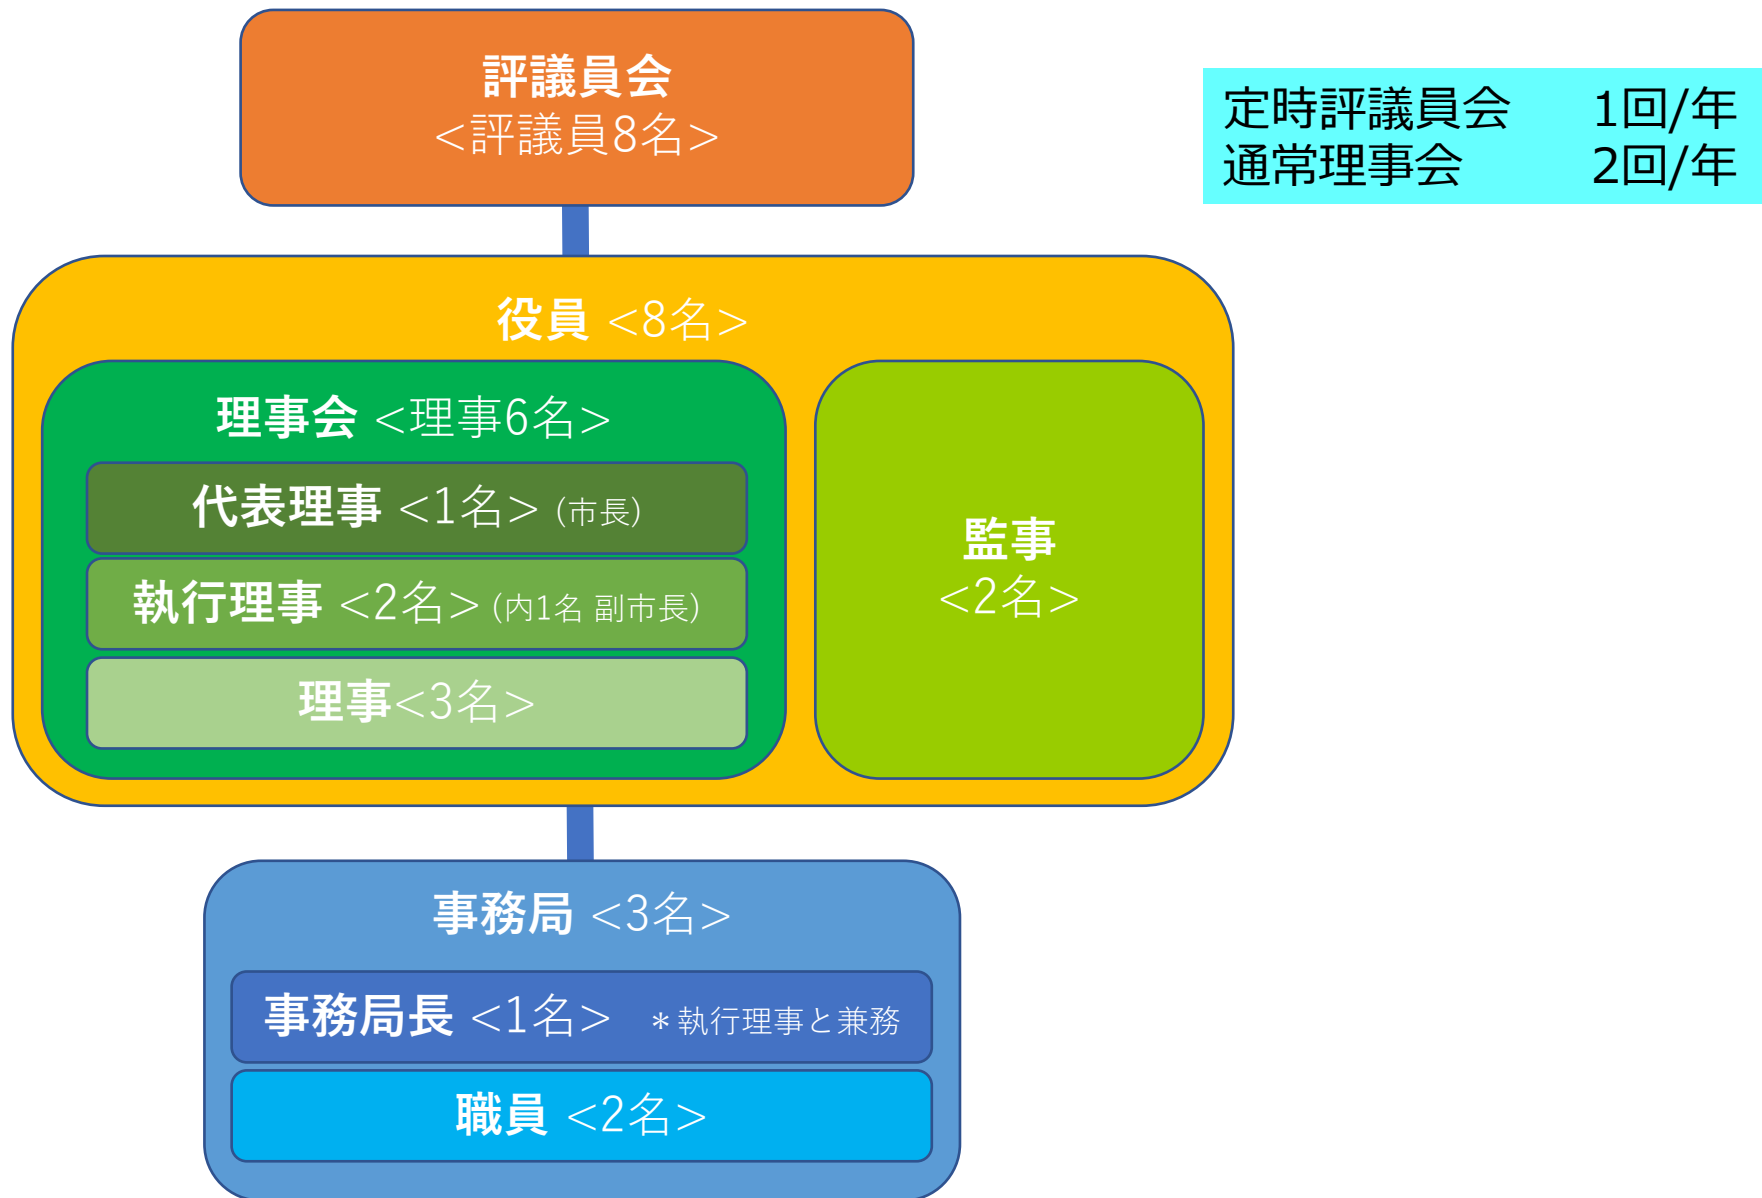 評議員会
<評議員8名>
定時評議員会 1回/年
通常理事会 2回/年
役員 <8名>
理事会 <理事6名>
代表理事 <1名> (市長)
執行理事 <2名> (内1名 副市長)
理事<3名>
監事
<2名>
事務局 <3名>
事務局長 <1名> ＊執行理事と兼務
職員 <2名>